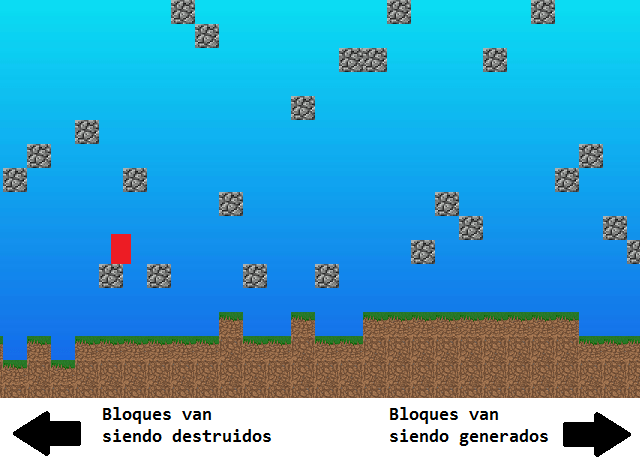 Bloques van
siendo destruidos
Bloques van
siendo generados